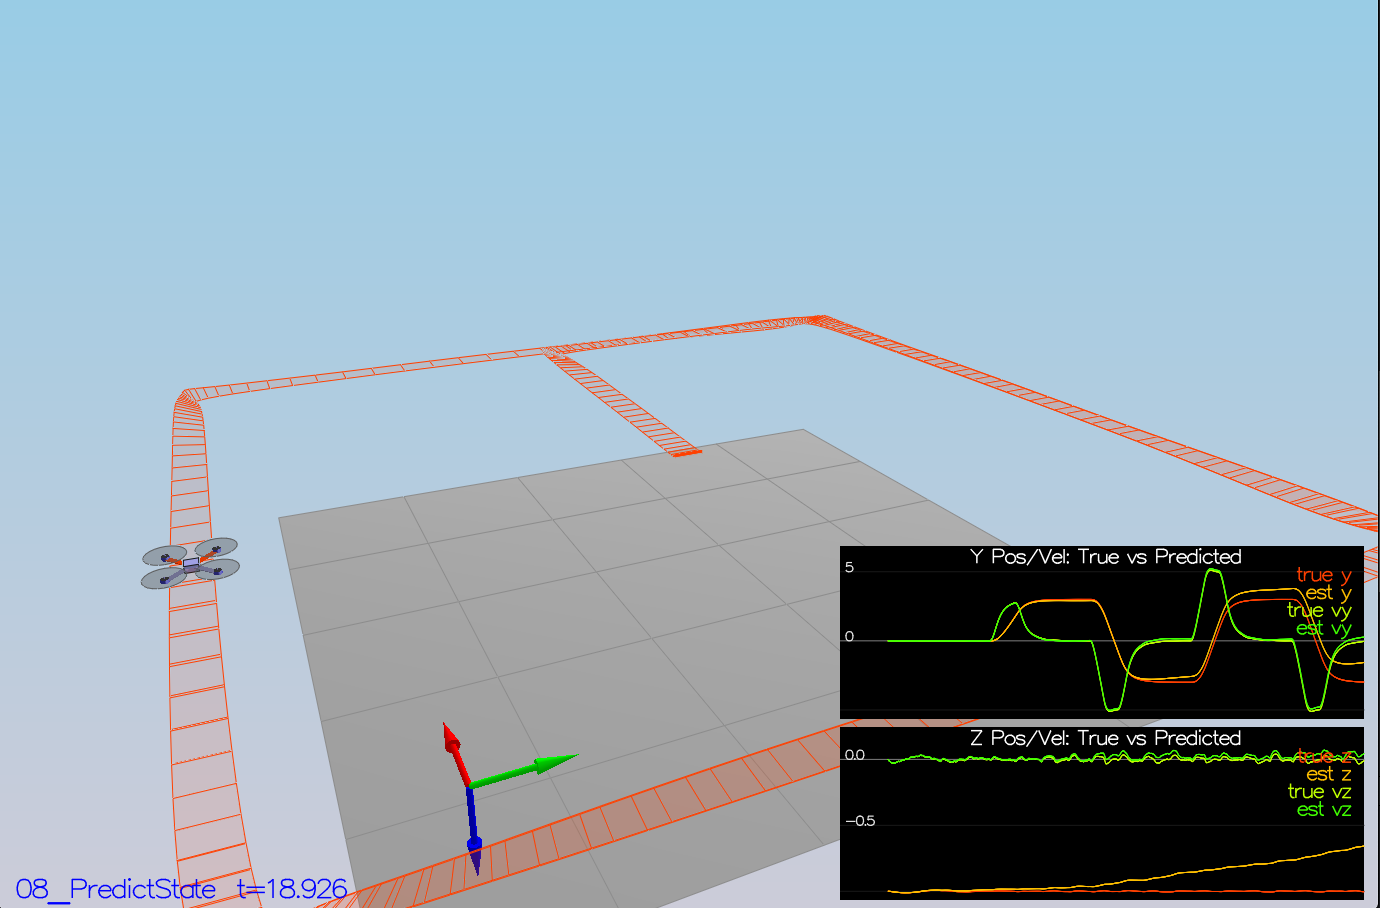 Y Pos/Vel: True vs Predicted
5
true y
est y
true vy
0
est vy
Z Pos/Vel: True vs Predicted
0.0
true z
est z
true vz
-0.5
est vz
08_PredictState t=18.926